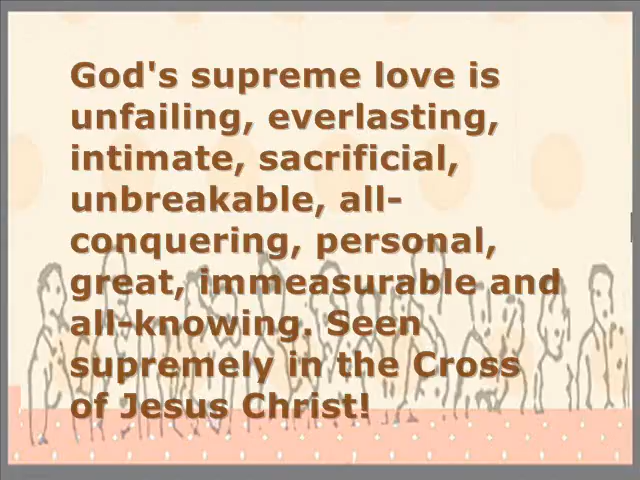 God's supreme love is
unfailing, everlasting,
intimate, sacrificial,
unbreakable, all-
conquering, personal,
great, immeasurable and
all-knowing. Seen
supremely in the Cross
of Jesus Christ!